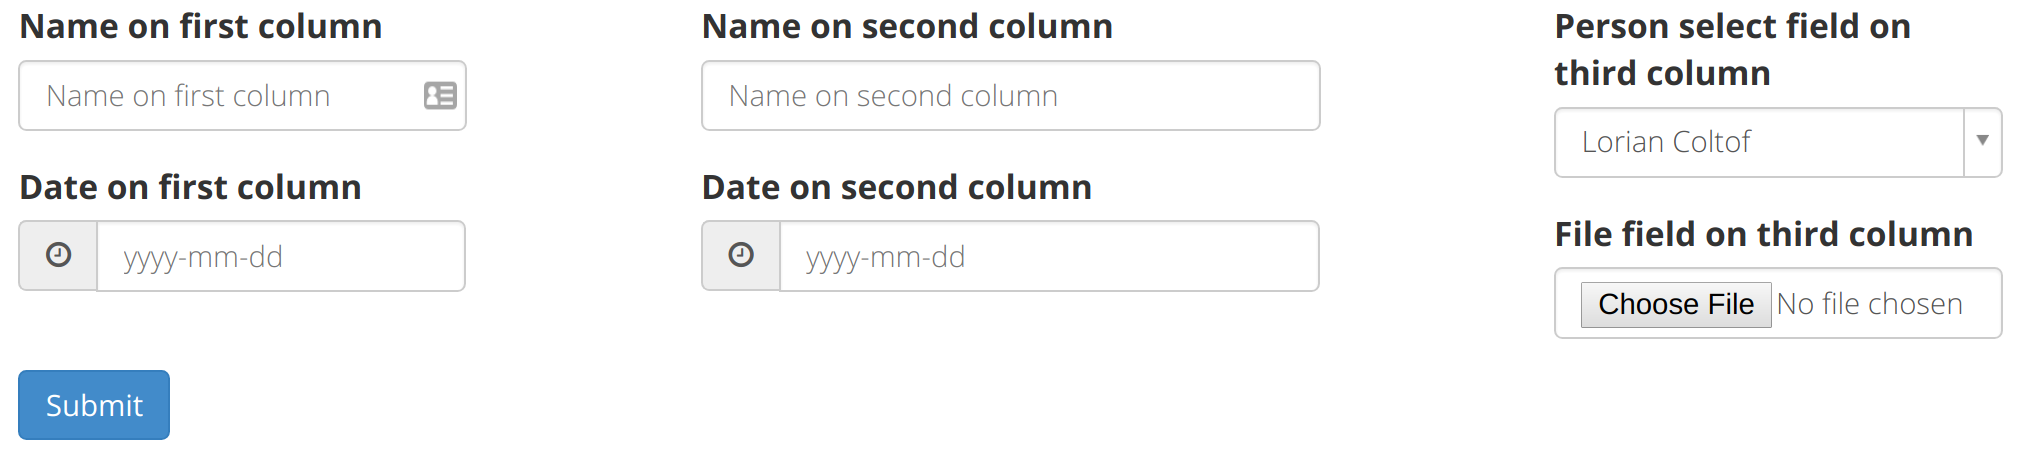 Name on first column
Name on first column
Date on first column
yyyy-mm-dd
Submit
Name on second column
Name on second column
Date on second column
yyyy-mm-dd
Person select field on
third column
Lorian Coltof
File field on third column
Choose File No file chosen